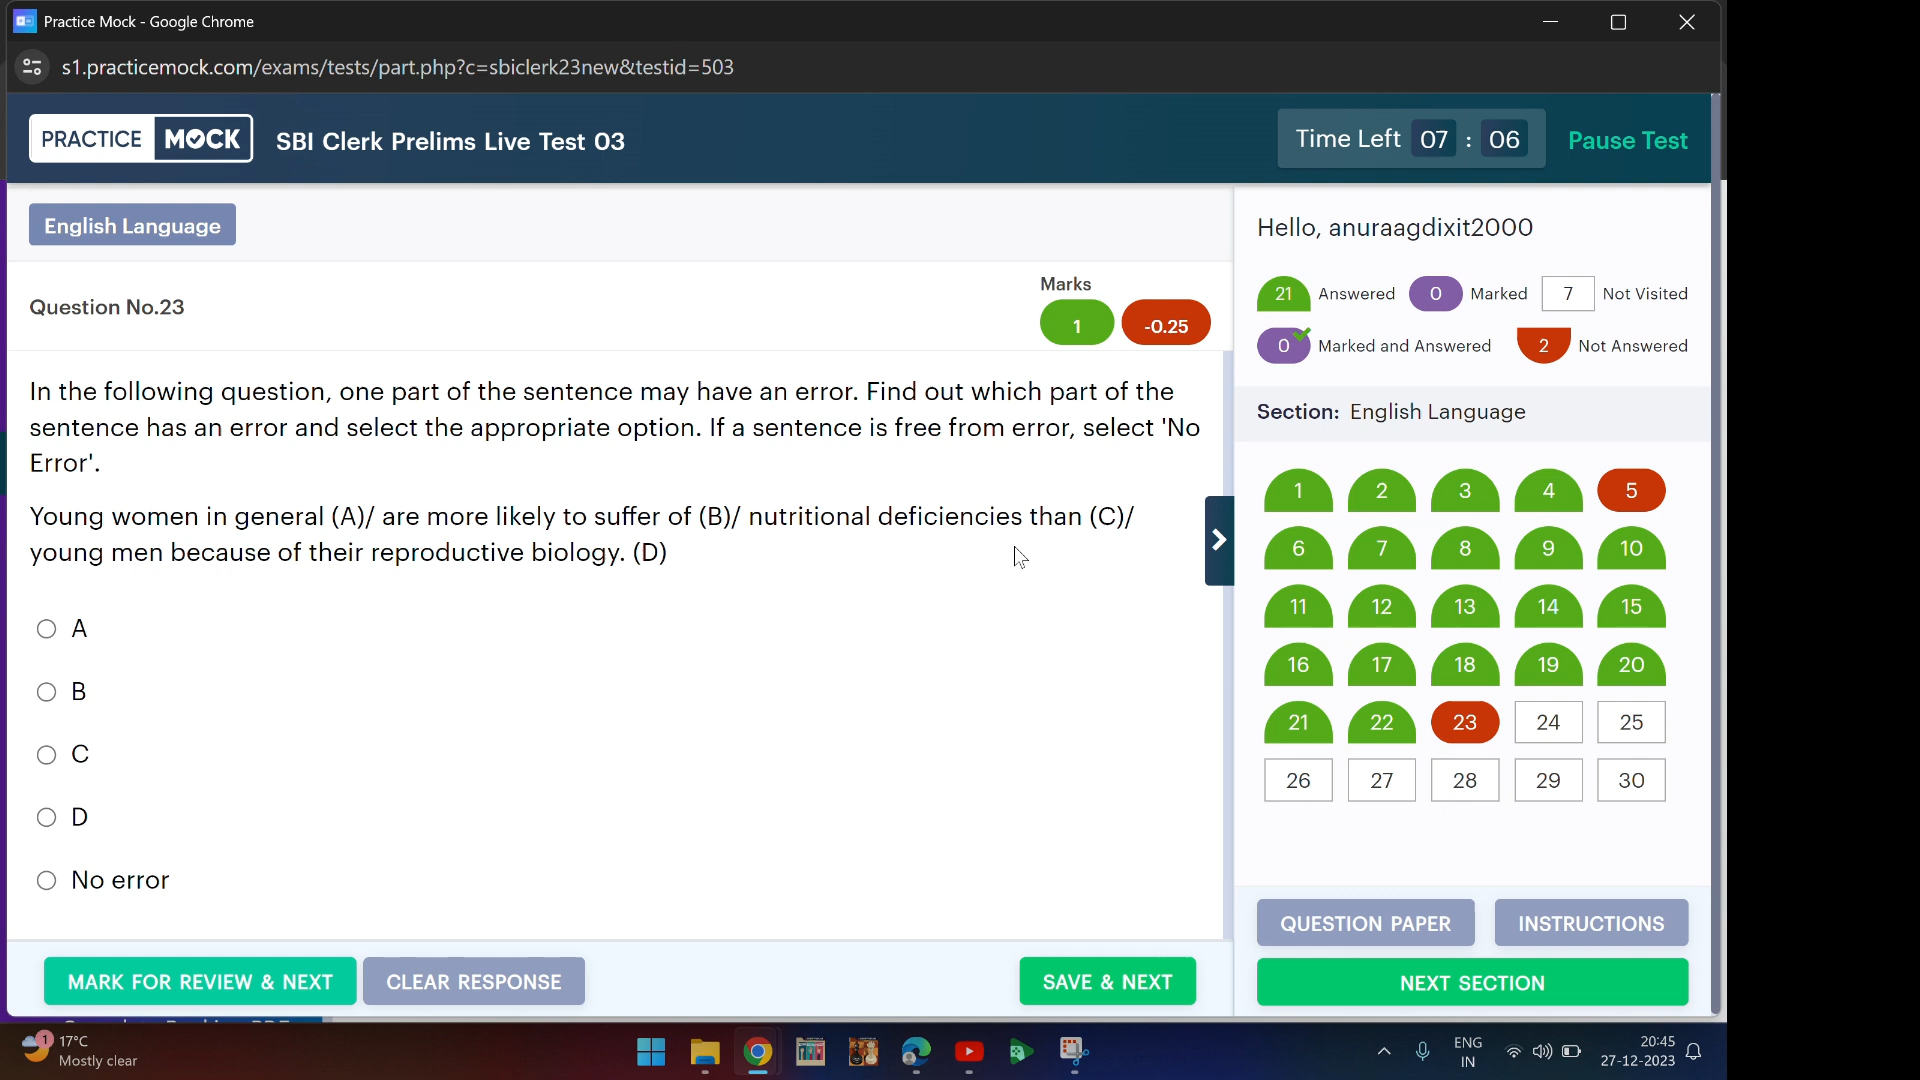 Practice Mock - Google Chrome
s1.practicemock.com/exams/tests/part.php?c=sbiclerk23new&testid=503
PRACTICE MOCK SBI Clerk Prelims Live Test 03 Time Left 07 : 06 Pause Test
English Language
Hello, anuraagdixit2000
Question No.23
Marks
1 -0.25
21 Answered 0 Marked 7 Not Visited
0 Marked and Answered 2 Not Answered
In the following question, one part of the sentence may have an error. Find out which part of the
sentence has an error and select the appropriate option. If a sentence is free from error, select 'No
Error'.
Young women in general (A)/ are more likely to suffer of (B)/ nutritional deficiencies than (C)/
young men because of their reproductive biology. (D)
A
B
C
D
No error
Section: English Language
1 2 3 4 5
6 7 8 9 10
11 12 13 14 15
16 17 18 19 20
21 22 23 24 25
26 27 28 29 30
QUESTION PAPER INSTRUCTIONS
MARK FOR REVIEW & NEXT CLEAR RESPONSE SAVE & NEXT NEXT SECTION
1 17°C
Mostly clear
ENG
IN
20:45
27-12-2023